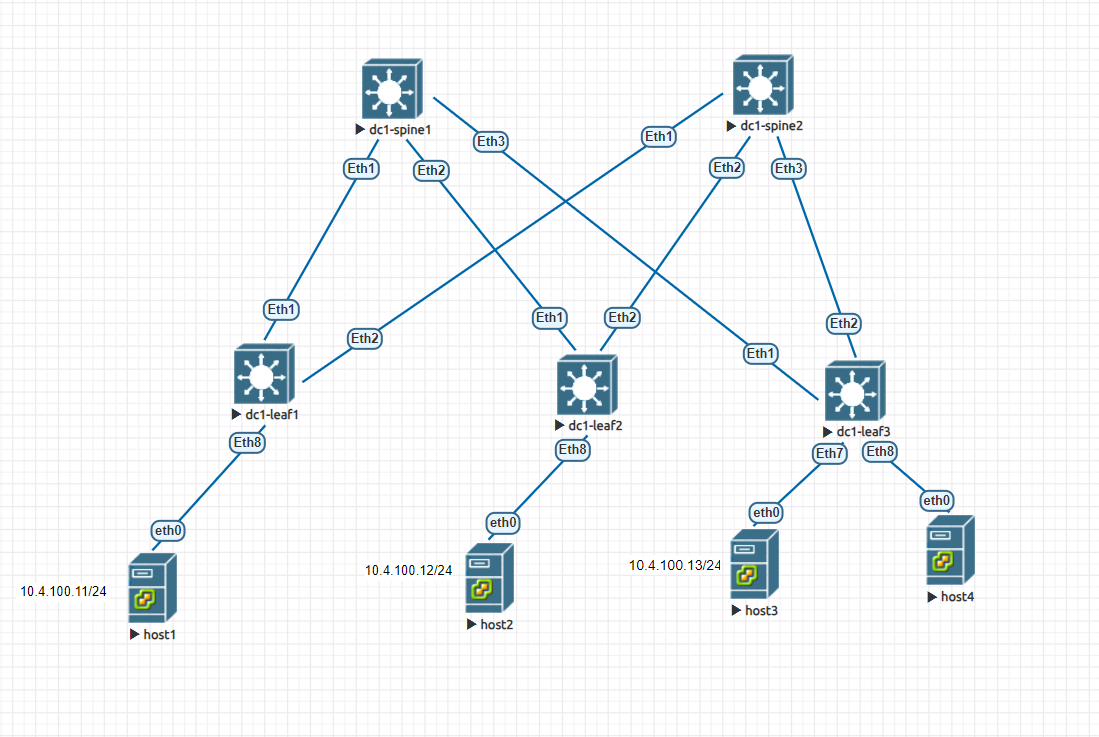 dc1-spine1
dc1-spine2
Eth3
Eth1
Eth1
Eth2
Eth2
Eth3
Eth1
Eth2
Eth1
Eth2
Eth2
Eth1
dc1-leaf1
dc1-leaf2
dc1-leaf3
Eth8
Eth8
Eth7
Eth8
eth0
eth0
eth0
eth0
10.4.100.11/24
10.4.100.12/24
10.4.100.13/24
host1
host2
host3
host4